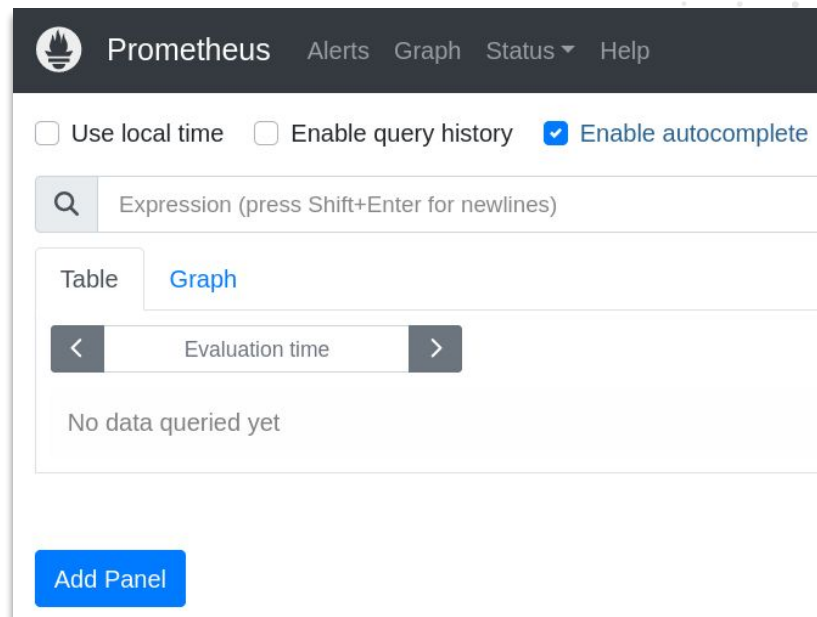 Prometheus Alerts Graph Status Help
Use local time Enable query history Enable autocomplete
Expression (press Shift+Enter for newlines)
Table Graph
Evaluation time
No data queried yet
Add Panel